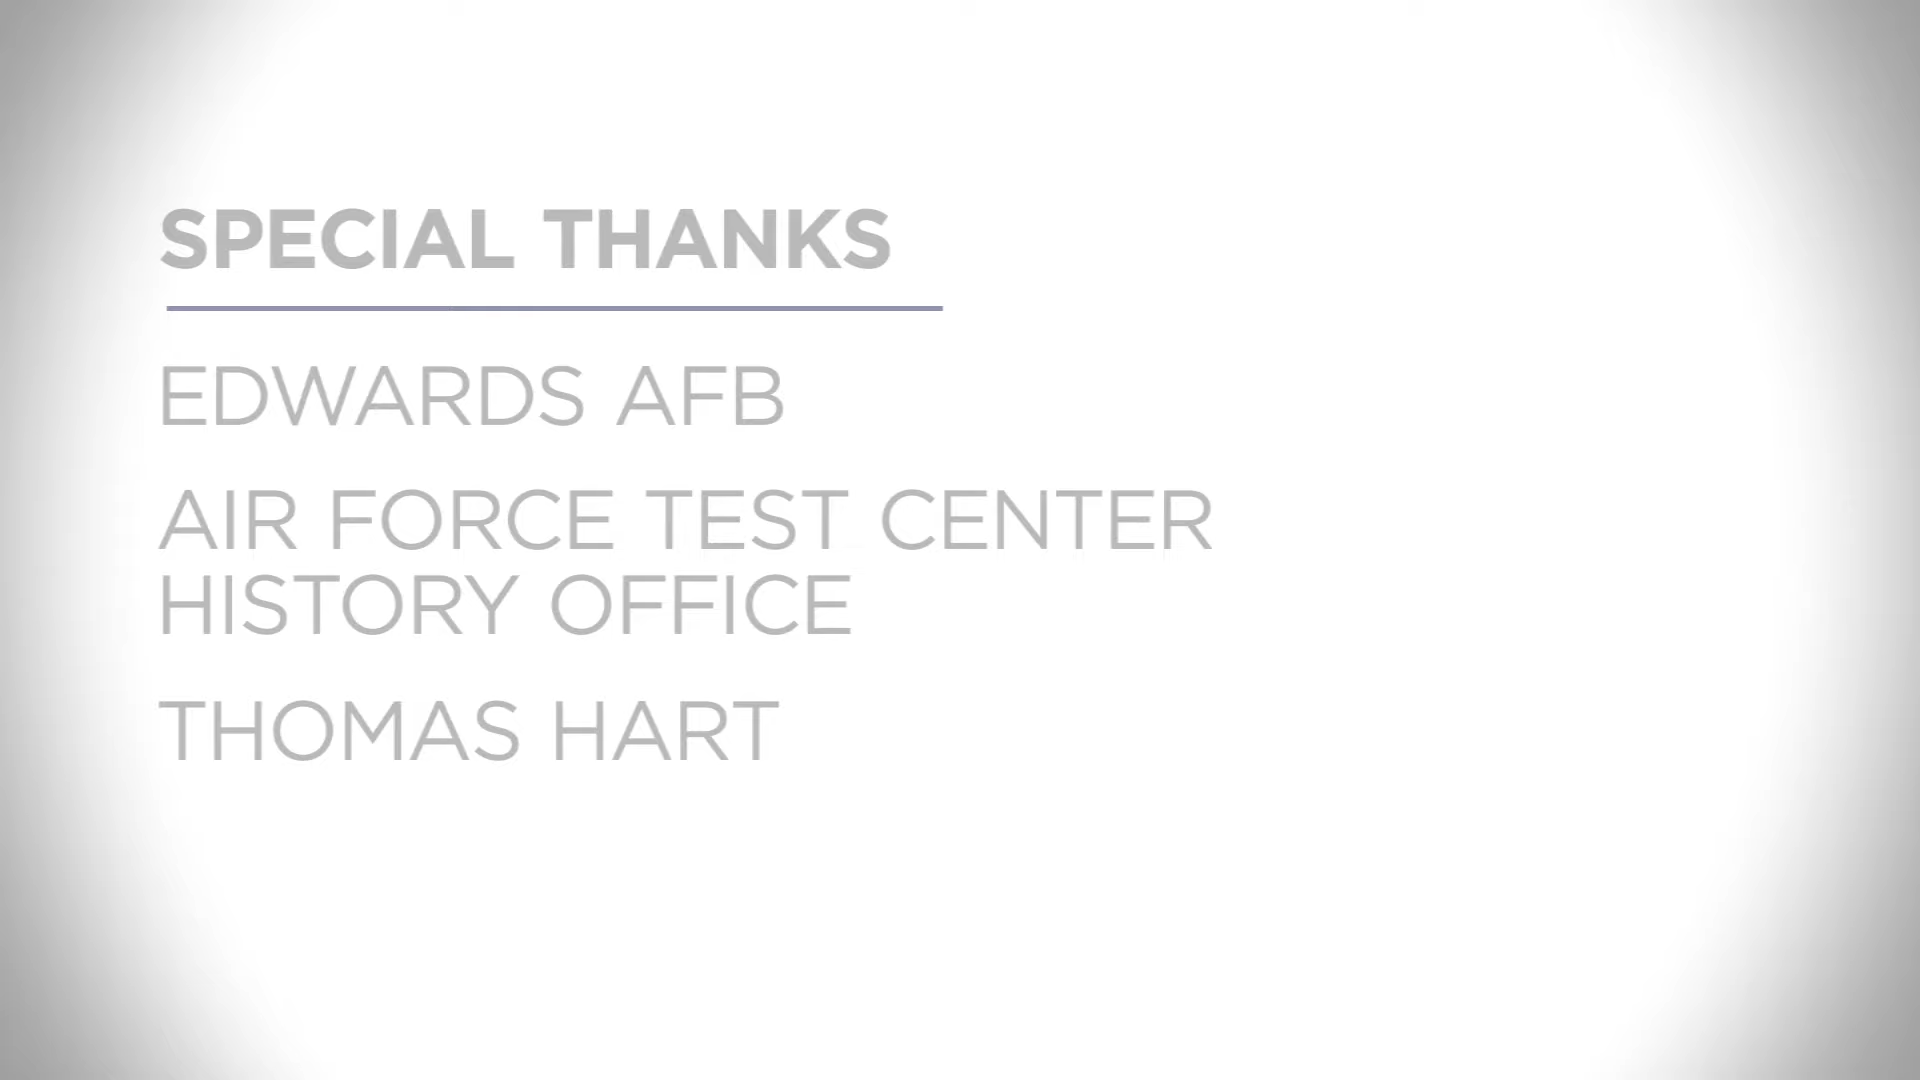 SPECIAL THANKS
EDWARDS AFB
AIR FORCE TEST CENTER
HISTORY OFFICE
THOMAS HART